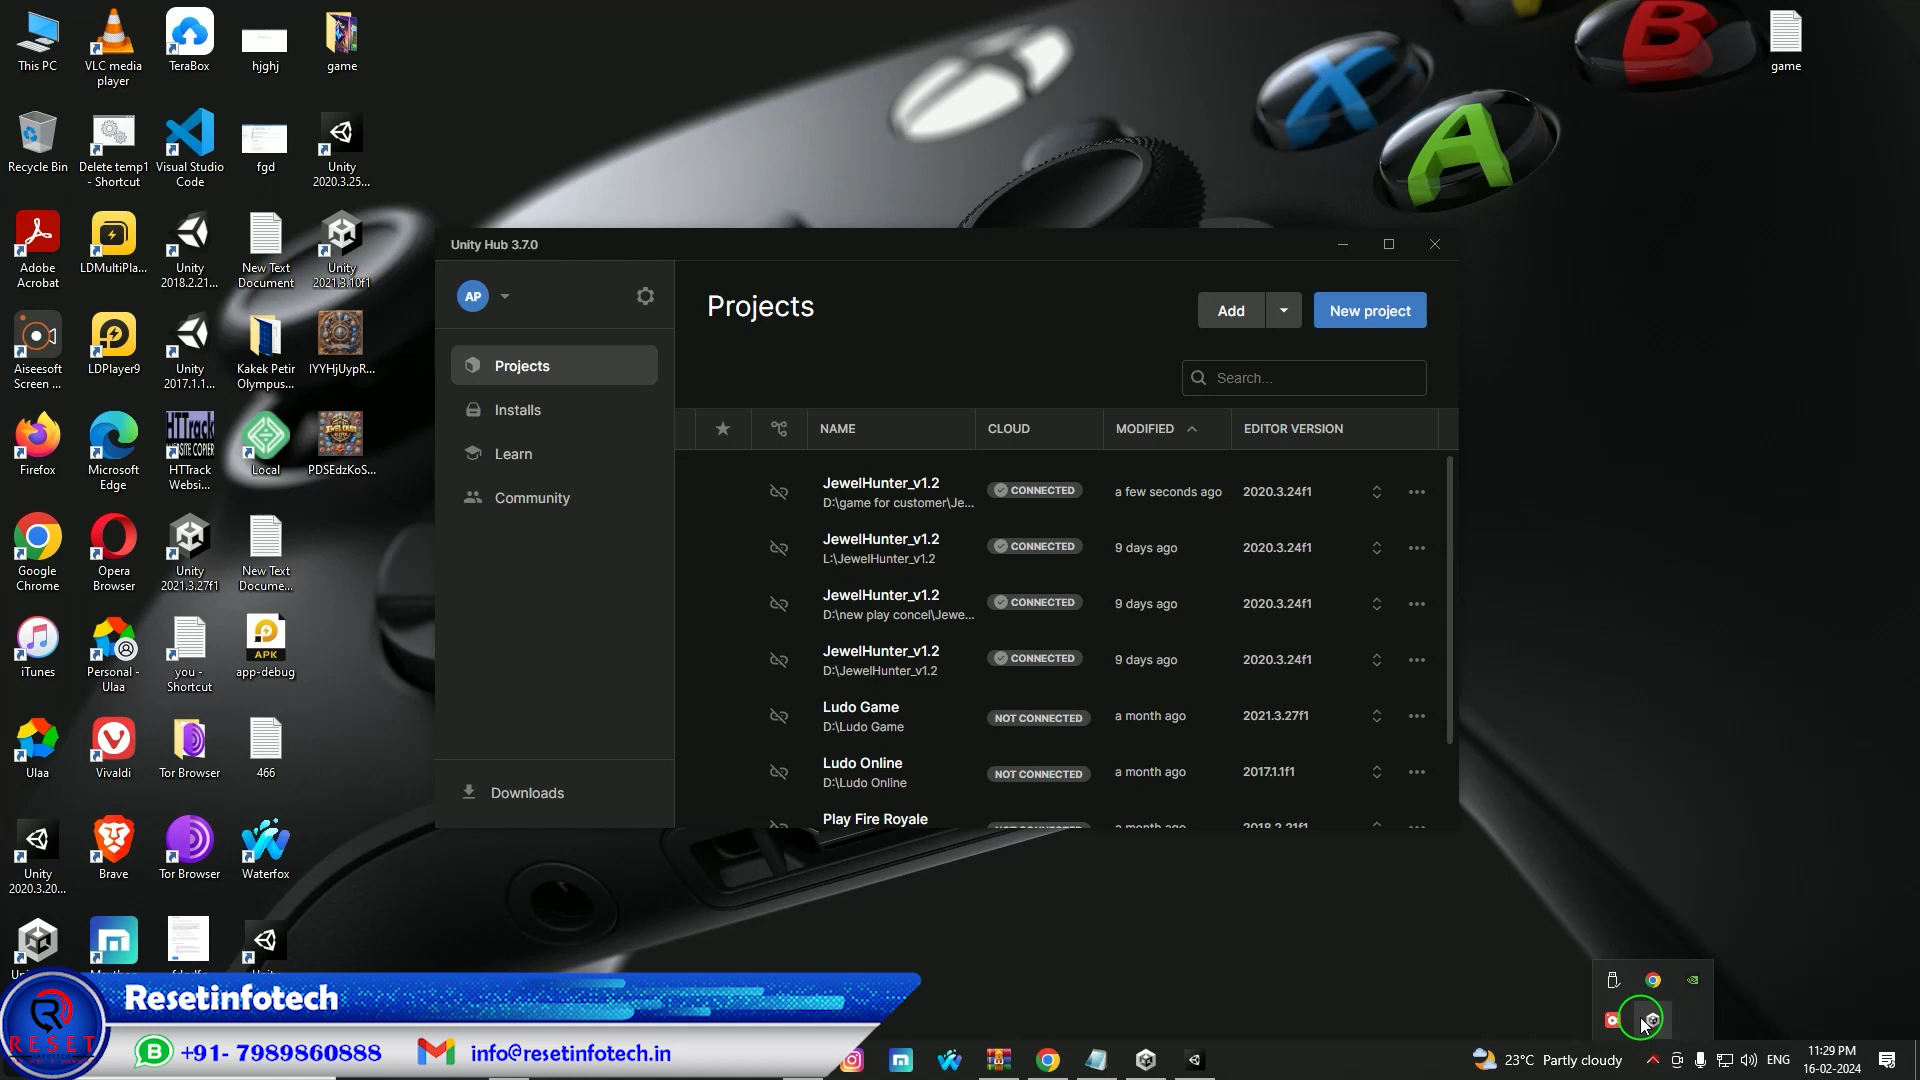 This PC
VLC media
player
TeraBox
hjghj
game
game
Recycle Bin
Delete temp1
- Shortcut
Visual Studio
Code
fgd
Unity
2020.3.25...
Adobe
Acrobat
LDMultiPla...
Unity
2018.2.21...
New Text
Document
Unity
2021.3.10f1
Aiseesoft
Screen ...
LDPlayer9
Unity
2017.1.1...
Kakek Petir
Olympus...
IYYHjUypR...
Firefox
Microsoft
Edge
HTTrack
Websi...
Local
PDSEdzKoS...
Google
Chrome
Opera
Browser
Unity
2021.3.27f1
New Text
Docume...
iTunes
Personal -
Ulaa
you -
Shortcut
APK
app-debug
Ulaa
Vivaldi
Tor Browser
466
Unity
2020.3.20...
Brave
Tor Browser
Waterfox
X
A
B
Unity Hub 3.7.0
AP
Projects
Installs
Learn
Community
Downloads
Projects
Add
New project
Search...
NAME CLOUD MODIFIED EDITOR VERSION
JewelHunter_v1.2 CONNECTED a few seconds ago 2020.3.24f1
D:\game for customer\Je...
JewelHunter_v1.2 CONNECTED 9 days ago 2020.3.24f1
L:\JewelHunter_v1.2
JewelHunter_v1.2 CONNECTED 9 days ago 2020.3.24f1
D:\new play concel\Jewe...
JewelHunter_v1.2 CONNECTED 9 days ago 2020.3.24f1
D:\JewelHunter_v1.2
Ludo Game NOT CONNECTED a month ago 2021.3.27f1
D:\Ludo Game
Ludo Online NOT CONNECTED a month ago 2017.1.1f1
D:\Ludo Online
Play Fire Royale NOT CONNECTED a month ago 2018.2.21f1
Resetinfotech
RESET
+91- 7989860888
info@resetinfotech.in
23°C Partly cloudy
ENG
11:29 PM
16-02-2024